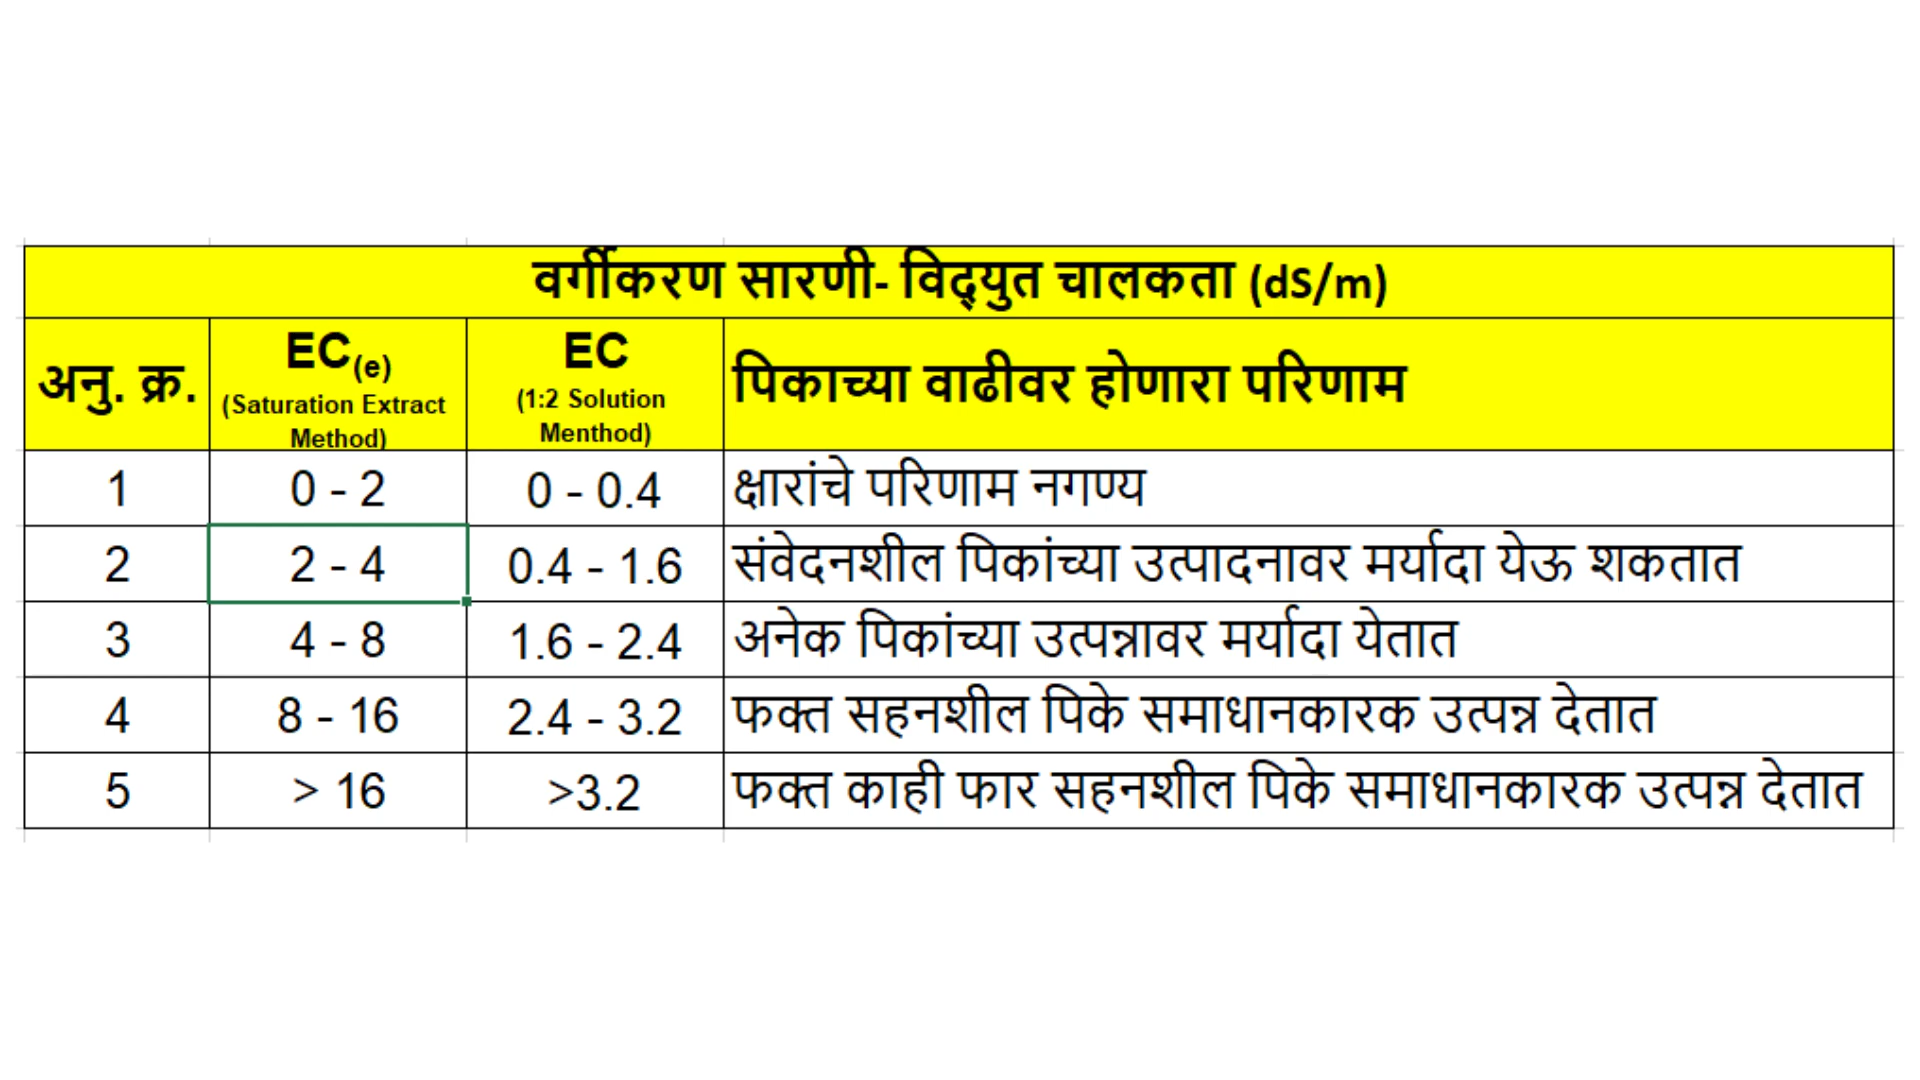 वर्गीकरण सारणी- विद्‌युत चालकता (dS/m)
अनु. क्र. EC(e) (Saturation Extract Method) EC (1:2 Solution Menthod) पिकाच्या वाढीवर होणारा परिणाम
1 0 - 2 0 - 0.4 क्षारांचे परिणाम नगण्य
2 2 - 4 0.4 - 1.6 संवेदनशील पिकांच्या उत्पादनावर मर्यादा येऊ शकतात
3 4 - 8 1.6 - 2.4 अनेक पिकांच्या उत्पन्नावर मर्यादा येतात
4 8 - 16 2.4 - 3.2 फक्त सहनशील पिके समाधानकारक उत्पन्न देतात
5 > 16 >3.2 फक्त काही फार सहनशील पिके समाधानकारक उत्पन्न देतात